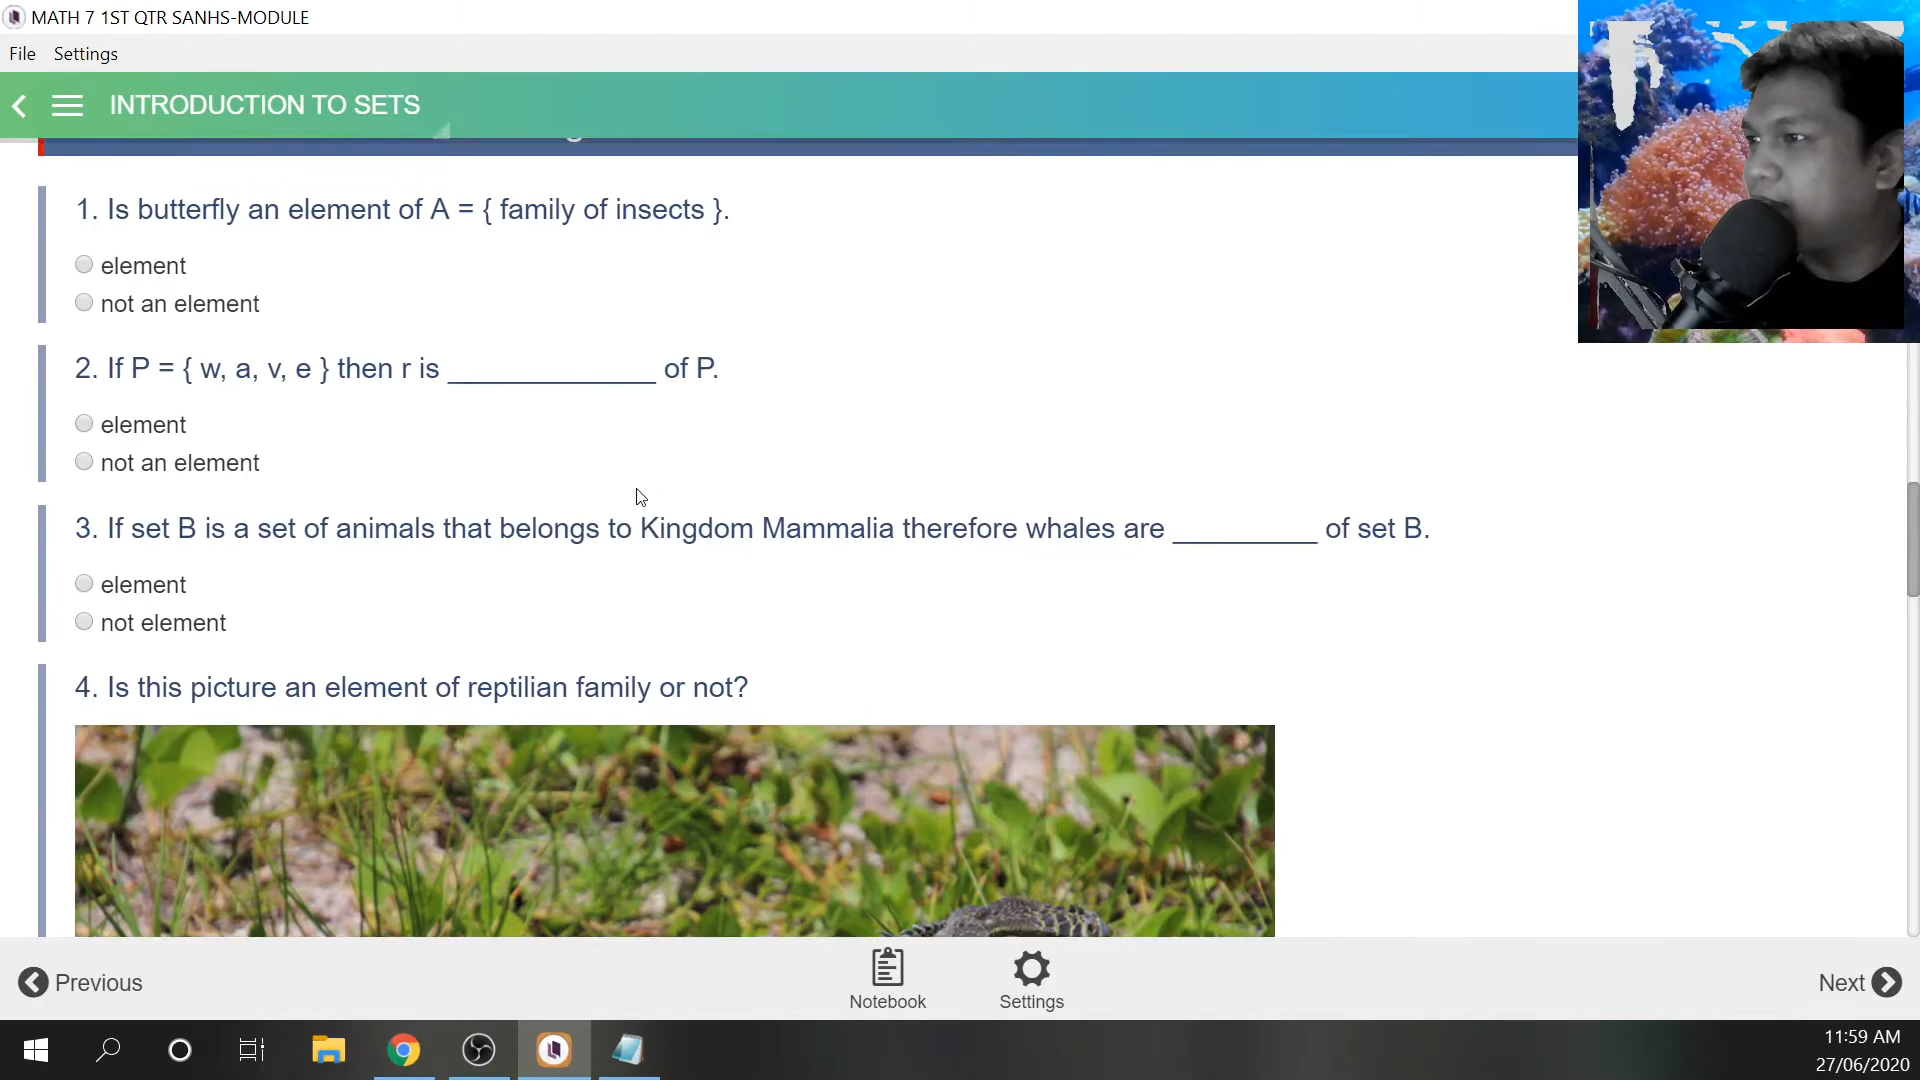 MATH 7 1ST QTR SANHS-MODULE
File Settings
INTRODUCTION TO SETS
1. Is butterfly an element of A = { family of insects }.
element
not an element
2. If P = { w, a, v, e } then r is _____________ of P.
element
not an element
3. If set B is a set of animals that belongs to Kingdom Mammalia therefore whales are _________ of set B.
element
not element
4. Is this picture an element of reptilian family or not?
Previous
Notebook
Settings
Next
11:59 AM
27/06/2020